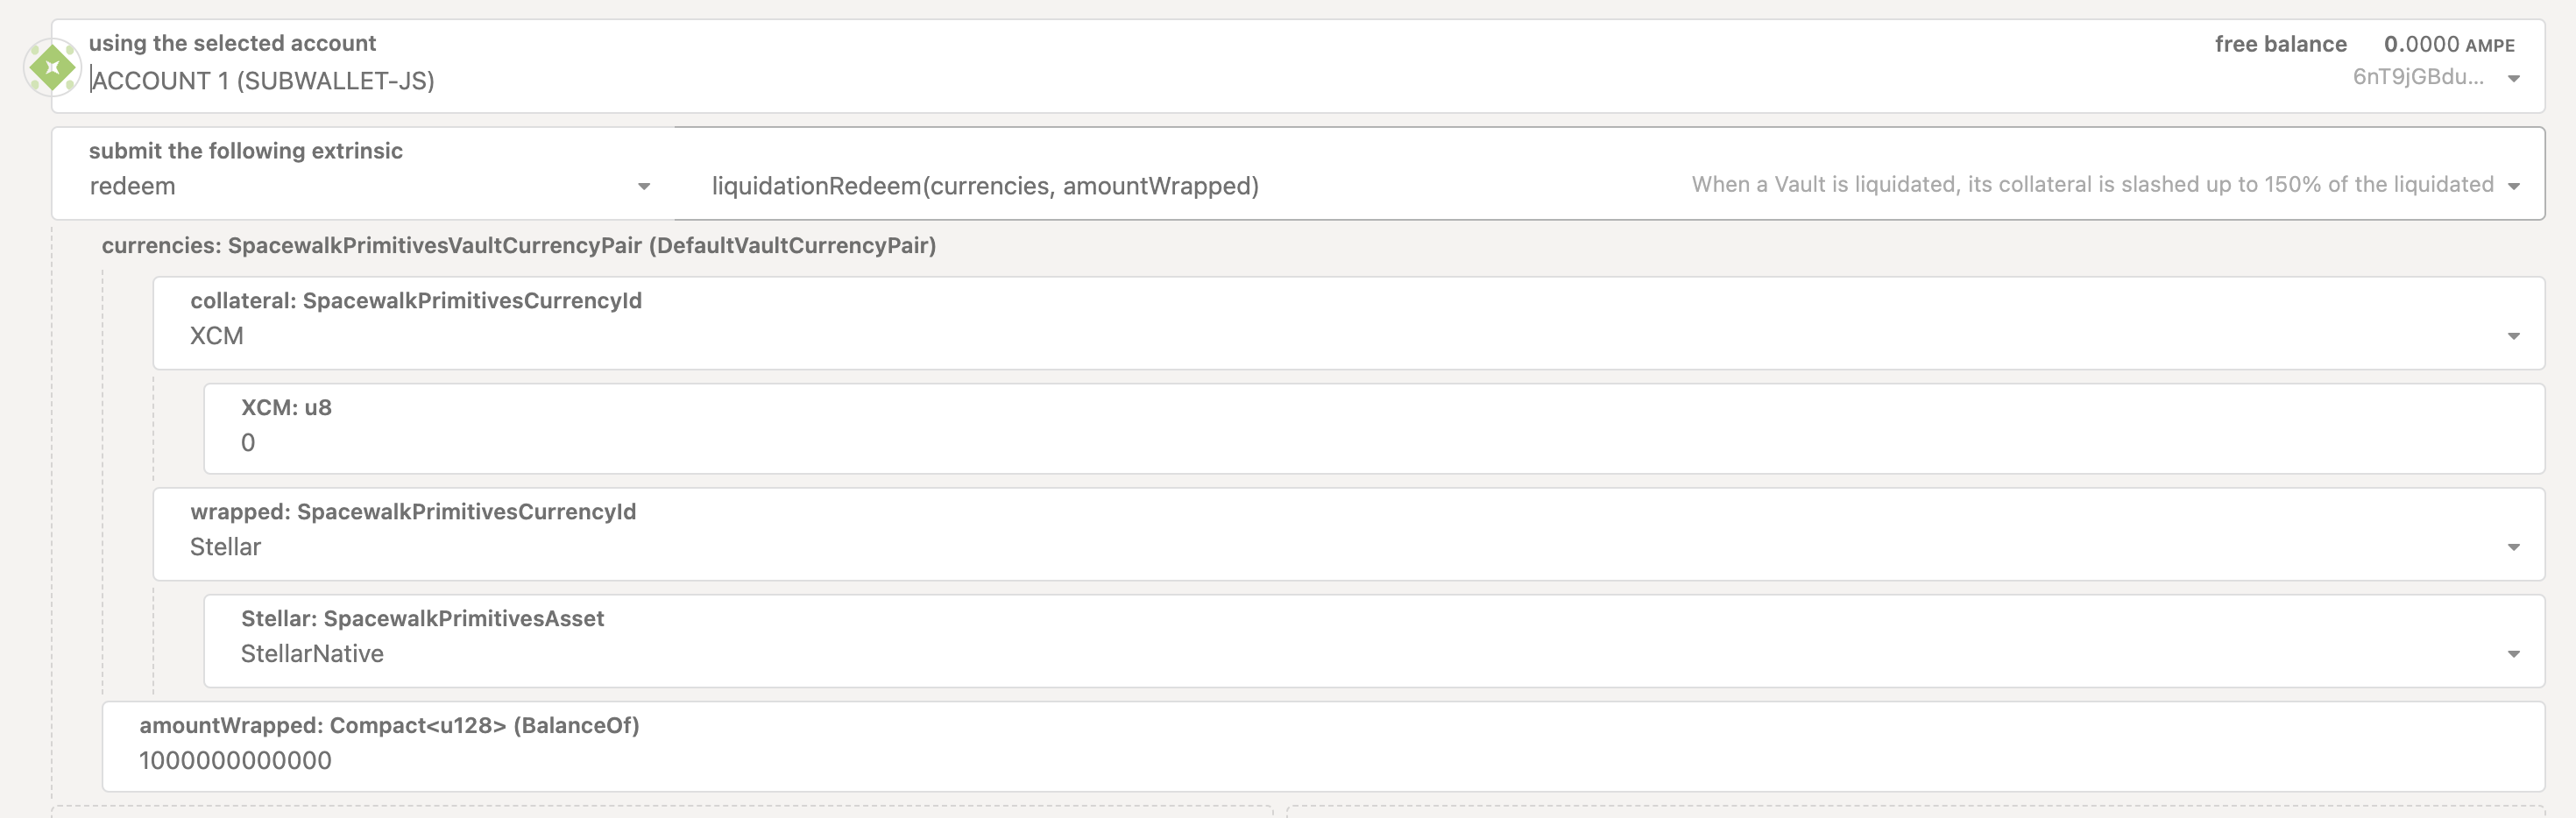 using the selected account
free balance 0.0000 AMPE
ACCOUNT 1 (SUBWALLET-JS)
6nT9jGBdu...
submit the following extrinsic
redeem
liquidationRedeem(currencies, amountWrapped)
When a Vault is liquidated, its collateral is slashed up to 150% of the liquidated
currencies: SpacewalkPrimitivesVaultCurrencyPair (DefaultVaultCurrencyPair)
collateral: SpacewalkPrimitivesCurrencyId
XCM
XCM: u8
0
wrapped: SpacewalkPrimitivesCurrencyId
Stellar
Stellar: SpacewalkPrimitivesAsset
StellarNative
amountWrapped: Compact<u128> (BalanceOf)
1000000000000